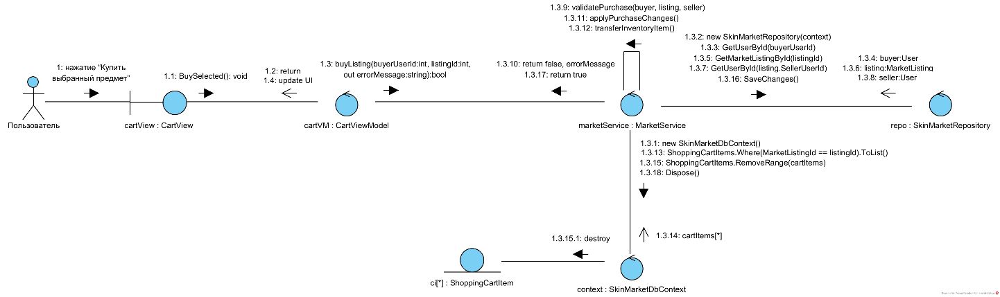 1.3.9: validatePurchase(buyer, listing, seller)
1.3.11: applyPurchaseChanges()
1.3.12: transferInventoryItem()
1.3.2: new SkinMarketRepository(context)
1.3.3: GetUserById(buyerUserId)
1.3.5: GetMarketListingById(listingId)
1.3.7: GetUserById(listing.SellerUserId)
1.3.16: SaveChanges()
1.3.4: buyer:User
1.3.6: listing:MarketListing
1.3.8: seller:User
1: нажатие "Купить
выбранный предмет"
1.1: BuySelected(): void
1.2: return
1.4: update UI
1.3: buyListing(buyerUserId:int, listingId:int,
out errorMessage:string):bool
1.3.10: return false, errorMessage
1.3.17: return true
Пользователь
cartView : CartView
cartVM : CartViewModel
marketService : MarketService
repo : SkinMarketRepository
1.3.1: new SkinMarketDbContext()
1.3.13: ShoppingCartItems.Where(MarketListingId == listingId).ToList()
1.3.15: ShoppingCartItems.RemoveRange(cartItems)
1.3.18: Dispose()
1.3.14: cartItems[*]
1.3.15.1: destroy
ci[*] : ShoppingCartItem
context : SkinMarketDbContext